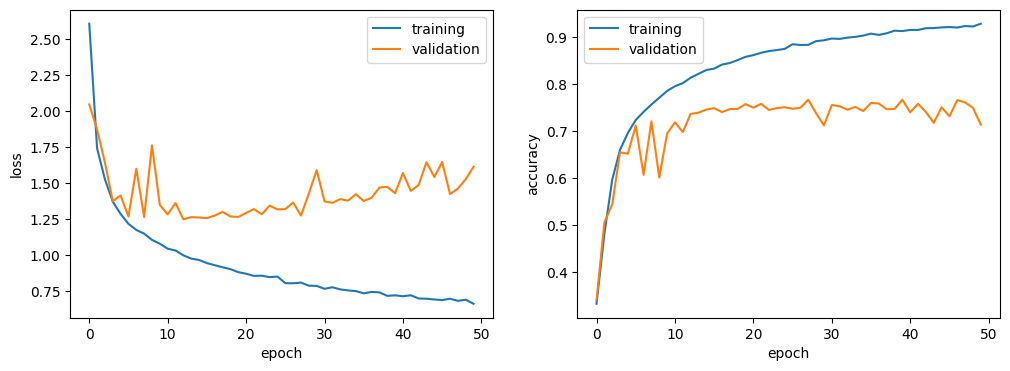 training
validation
loss
2.50
2.25
2.00
1.75
1.50
1.25
1.00
0.75
0 10 20 30 40 50
epoch
training
validation
accuracy
0.9
0.8
0.7
0.6
0.5
0.4
0 10 20 30 40 50
epoch